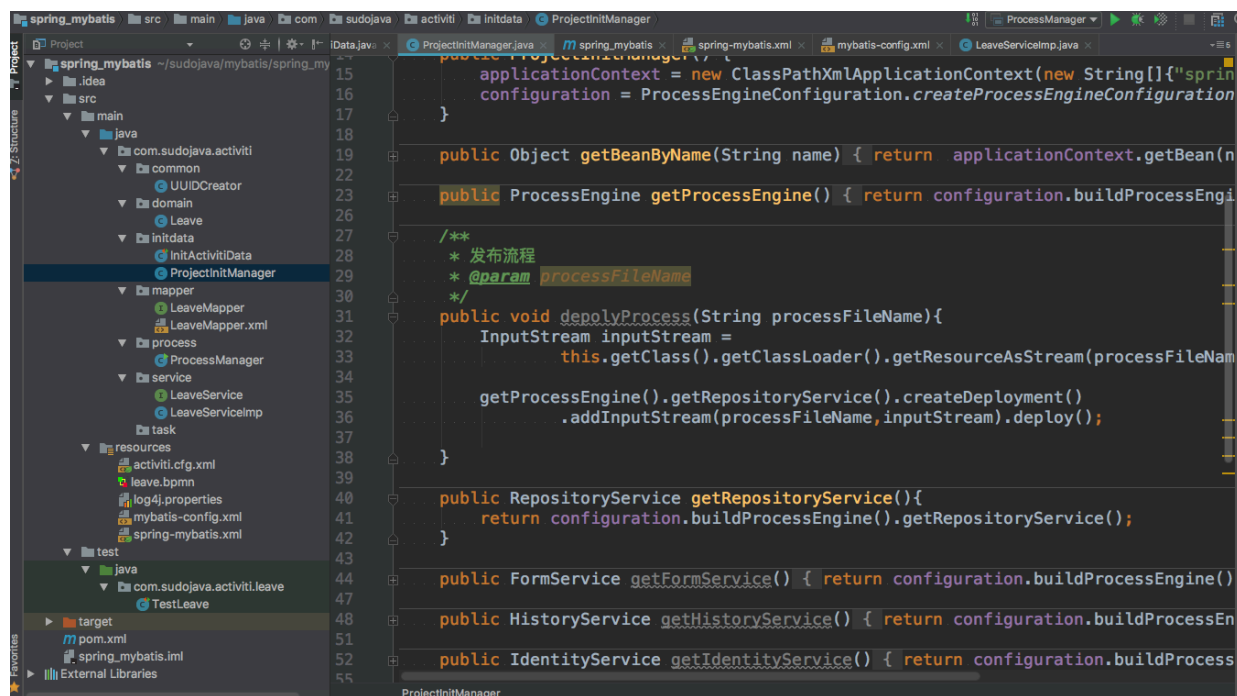 spring_mybatis src main java com sudojava activiti initdata ProjectInitManager ProcessManager
Project iData.java ProjectInitManager.java spring_mybatis spring-mybatis.xml mybatis-config.xml LeaveServiceImp.java
Project
Z: Structure
Favorites
spring_mybatis ~/sudojava/mybatis/spring_my
.idea
src
main
java
com.sudojava.activiti
common
UUIDCreator
domain
Leave
initdata
InitActivitiData
ProjectInitManager
mapper
LeaveMapper
LeaveMapper.xml
process
ProcessManager
service
LeaveService
LeaveServiceImp
task
resources
activiti.cfg.xml
leave.bpmn
log4j.properties
mybatis-config.xml
spring-mybatis.xml
test
java
com.sudojava.activiti.leave
TestLeave
target
pom.xml
spring_mybatis.iml
External Libraries
14 public ProjectInitManager() {
15 applicationContext = new ClassPathXmlApplicationContext(new String[]{"sprin
16 configuration = ProcessEngineConfiguration.createProcessEngineConfiguration
17 }
18
19 public Object getBeanByName(String name) { return applicationContext.getBean(n
22
23 public ProcessEngine getProcessEngine() { return configuration.buildProcessEngi
26
27 /**
28 * 发布流程
29 * @param processFileName
30 */
31 public void depolyProcess(String processFileName){
32 InputStream inputStream =
33 this.getClass().getClassLoader().getResourceAsStream(processFileNam
34
35 getProcessEngine().getRepositoryService().createDeployment()
36 .addInputStream(processFileName,inputStream).deploy();
37
38 }
39
40 public RepositoryService getRepositoryService(){
41 return configuration.buildProcessEngine().getRepositoryService();
42 }
43
44 public FormService getFormService() { return configuration.buildProcessEngine()
47
48 public HistoryService getHistoryService() { return configuration.buildProcessEn
51
52 public IdentityService getIdentityService() { return configuration.buildProcess
55
ProjectInitManager